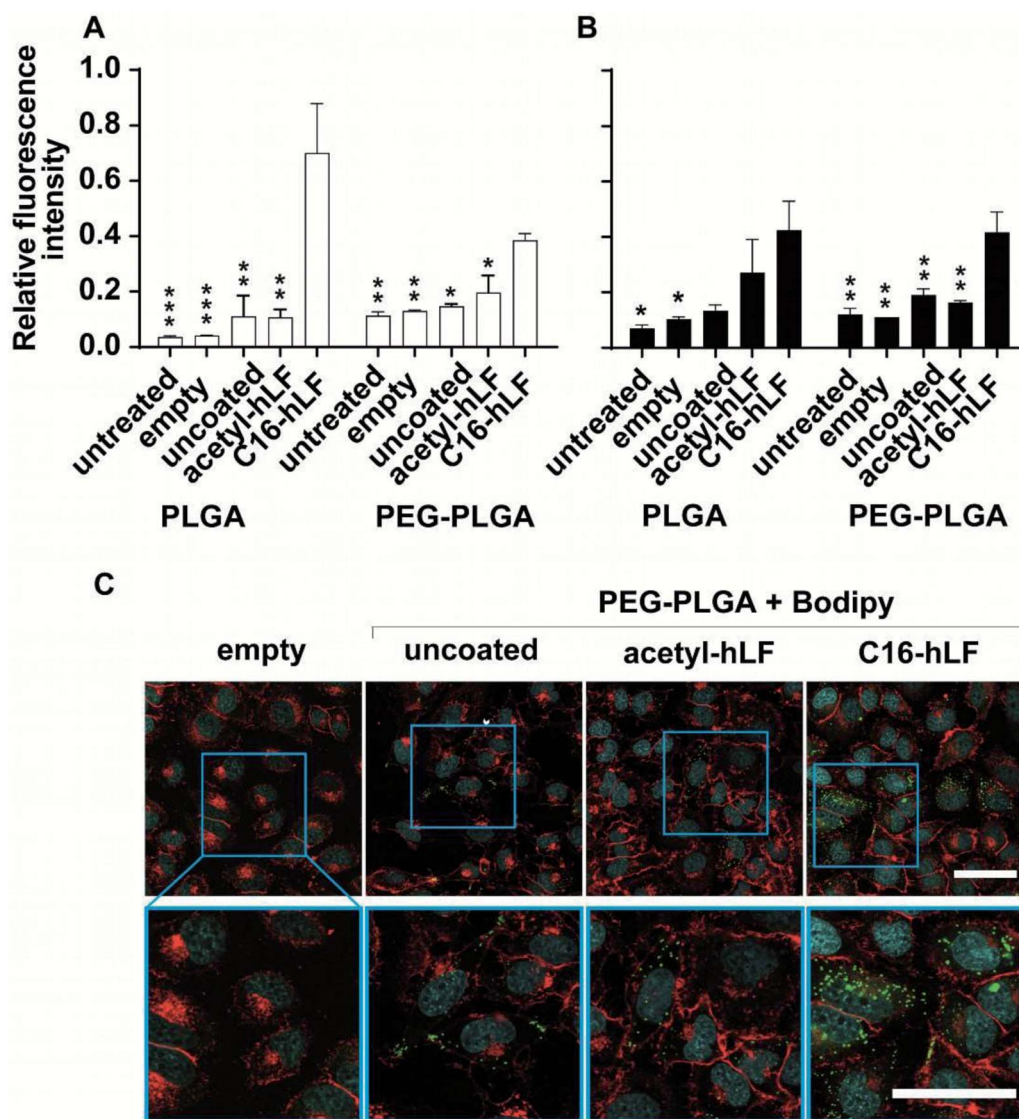 A
B
Relative fluorescence
intensity
1.0
0.8
0.6
0.4
0.2
0.0
***
***
**
**
**
**
*
*
*
*
**
**
**
**
untreated
empty
uncoated
acetyl-hLF
C16-hLF
untreated
empty
uncoated
acetyl-hLF
C16-hLF
untreated
empty
uncoated
acetyl-hLF
C16-hLF
untreated
empty
uncoated
acetyl-hLF
C16-hLF
PLGA
PEG-PLGA
PLGA
PEG-PLGA
C
PEG-PLGA + Bodipy
empty
uncoated
acetyl-hLF
C16-hLF